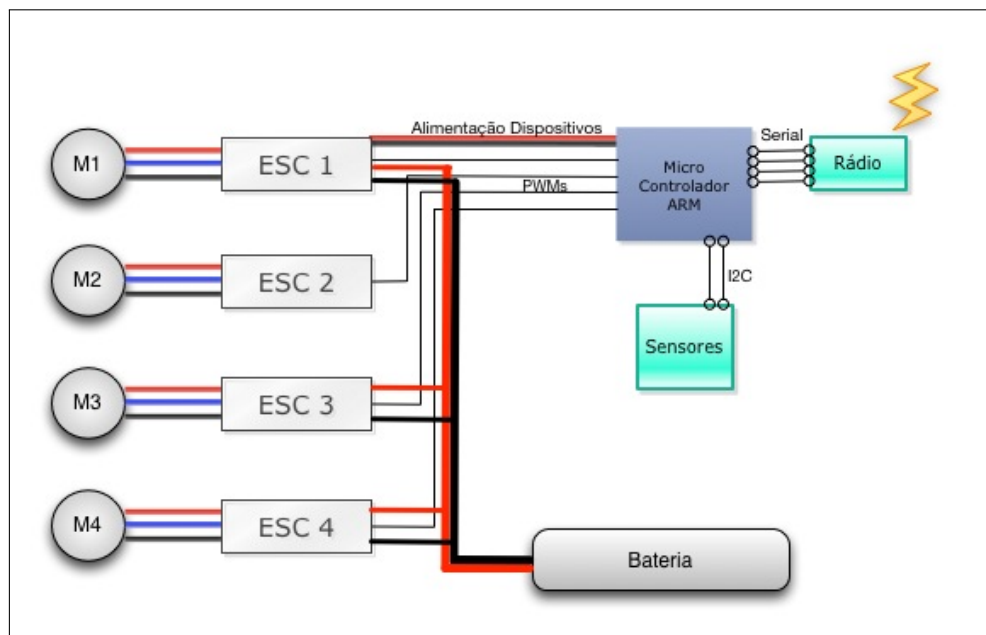 Alimentação Dispositivos
Serial
M1
ESC 1
Micro
Controlador
ARM
Rádio
PWMs
M2
ESC 2
I2C
Sensores
M3
ESC 3
M4
ESC 4
Bateria